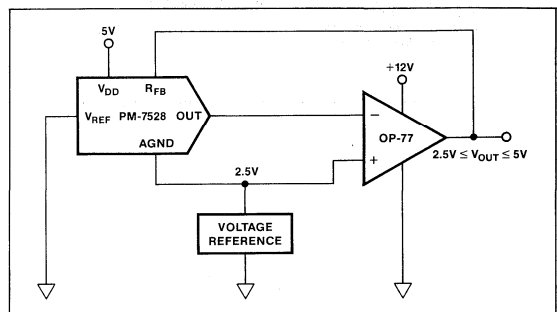 5V
+12V
VDD RFB
VREF PM-7528 OUT
AGND
−
OP-77
+
2.5V ≤ VOUT ≤ 5V
2.5V
VOLTAGE
REFERENCE